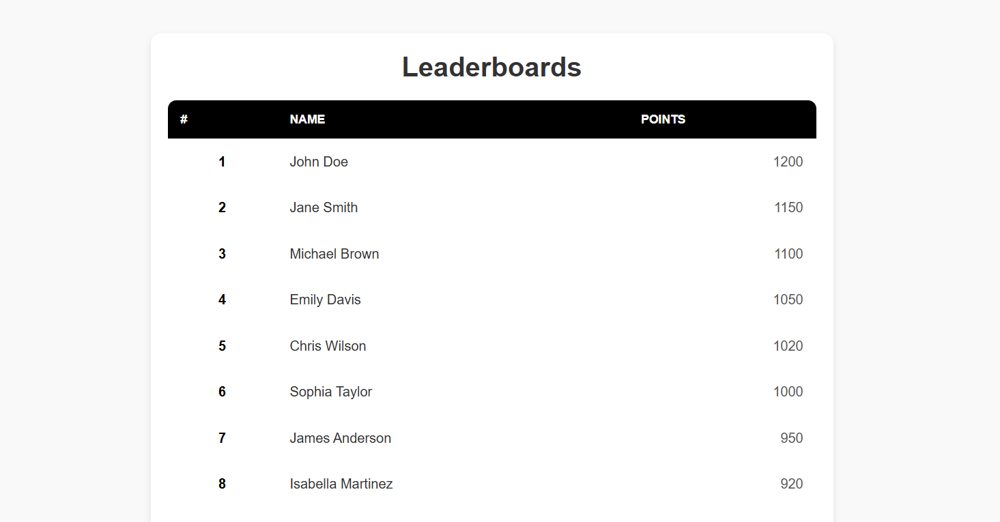 Leaderboards
# NAME POINTS
1 John Doe 1200
2 Jane Smith 1150
3 Michael Brown 1100
4 Emily Davis 1050
5 Chris Wilson 1020
6 Sophia Taylor 1000
7 James Anderson 950
8 Isabella Martinez 920